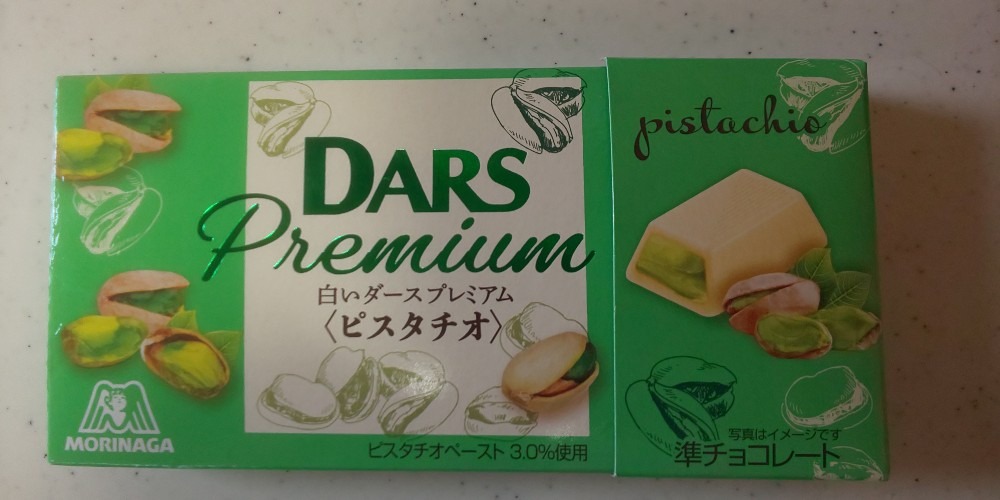 DARS
Premium
白いダースプレミアム
〈ピスタチオ〉
MORINAGA
ピスタチオペースト 3.0%使用
pistachio
写真はイメージです
準チョコレート